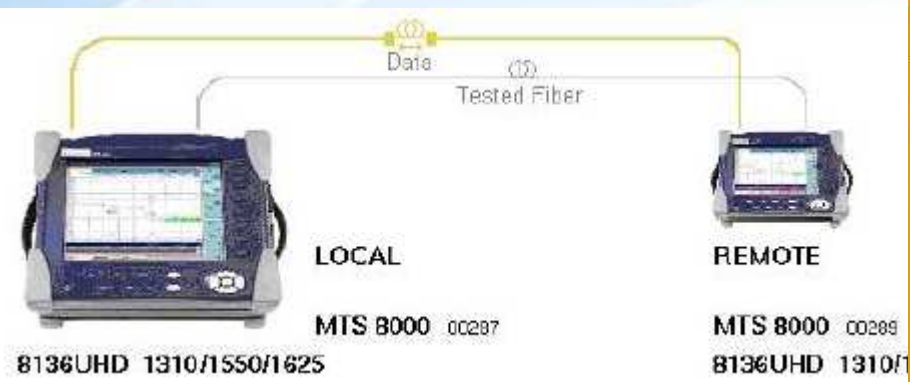 Data
Tested Fiber
LOCAL
REMOTE
MTS 8000 00287
MTS 8000 00289
8136UHD 1310/1550/1625
8136UHD 1310/1